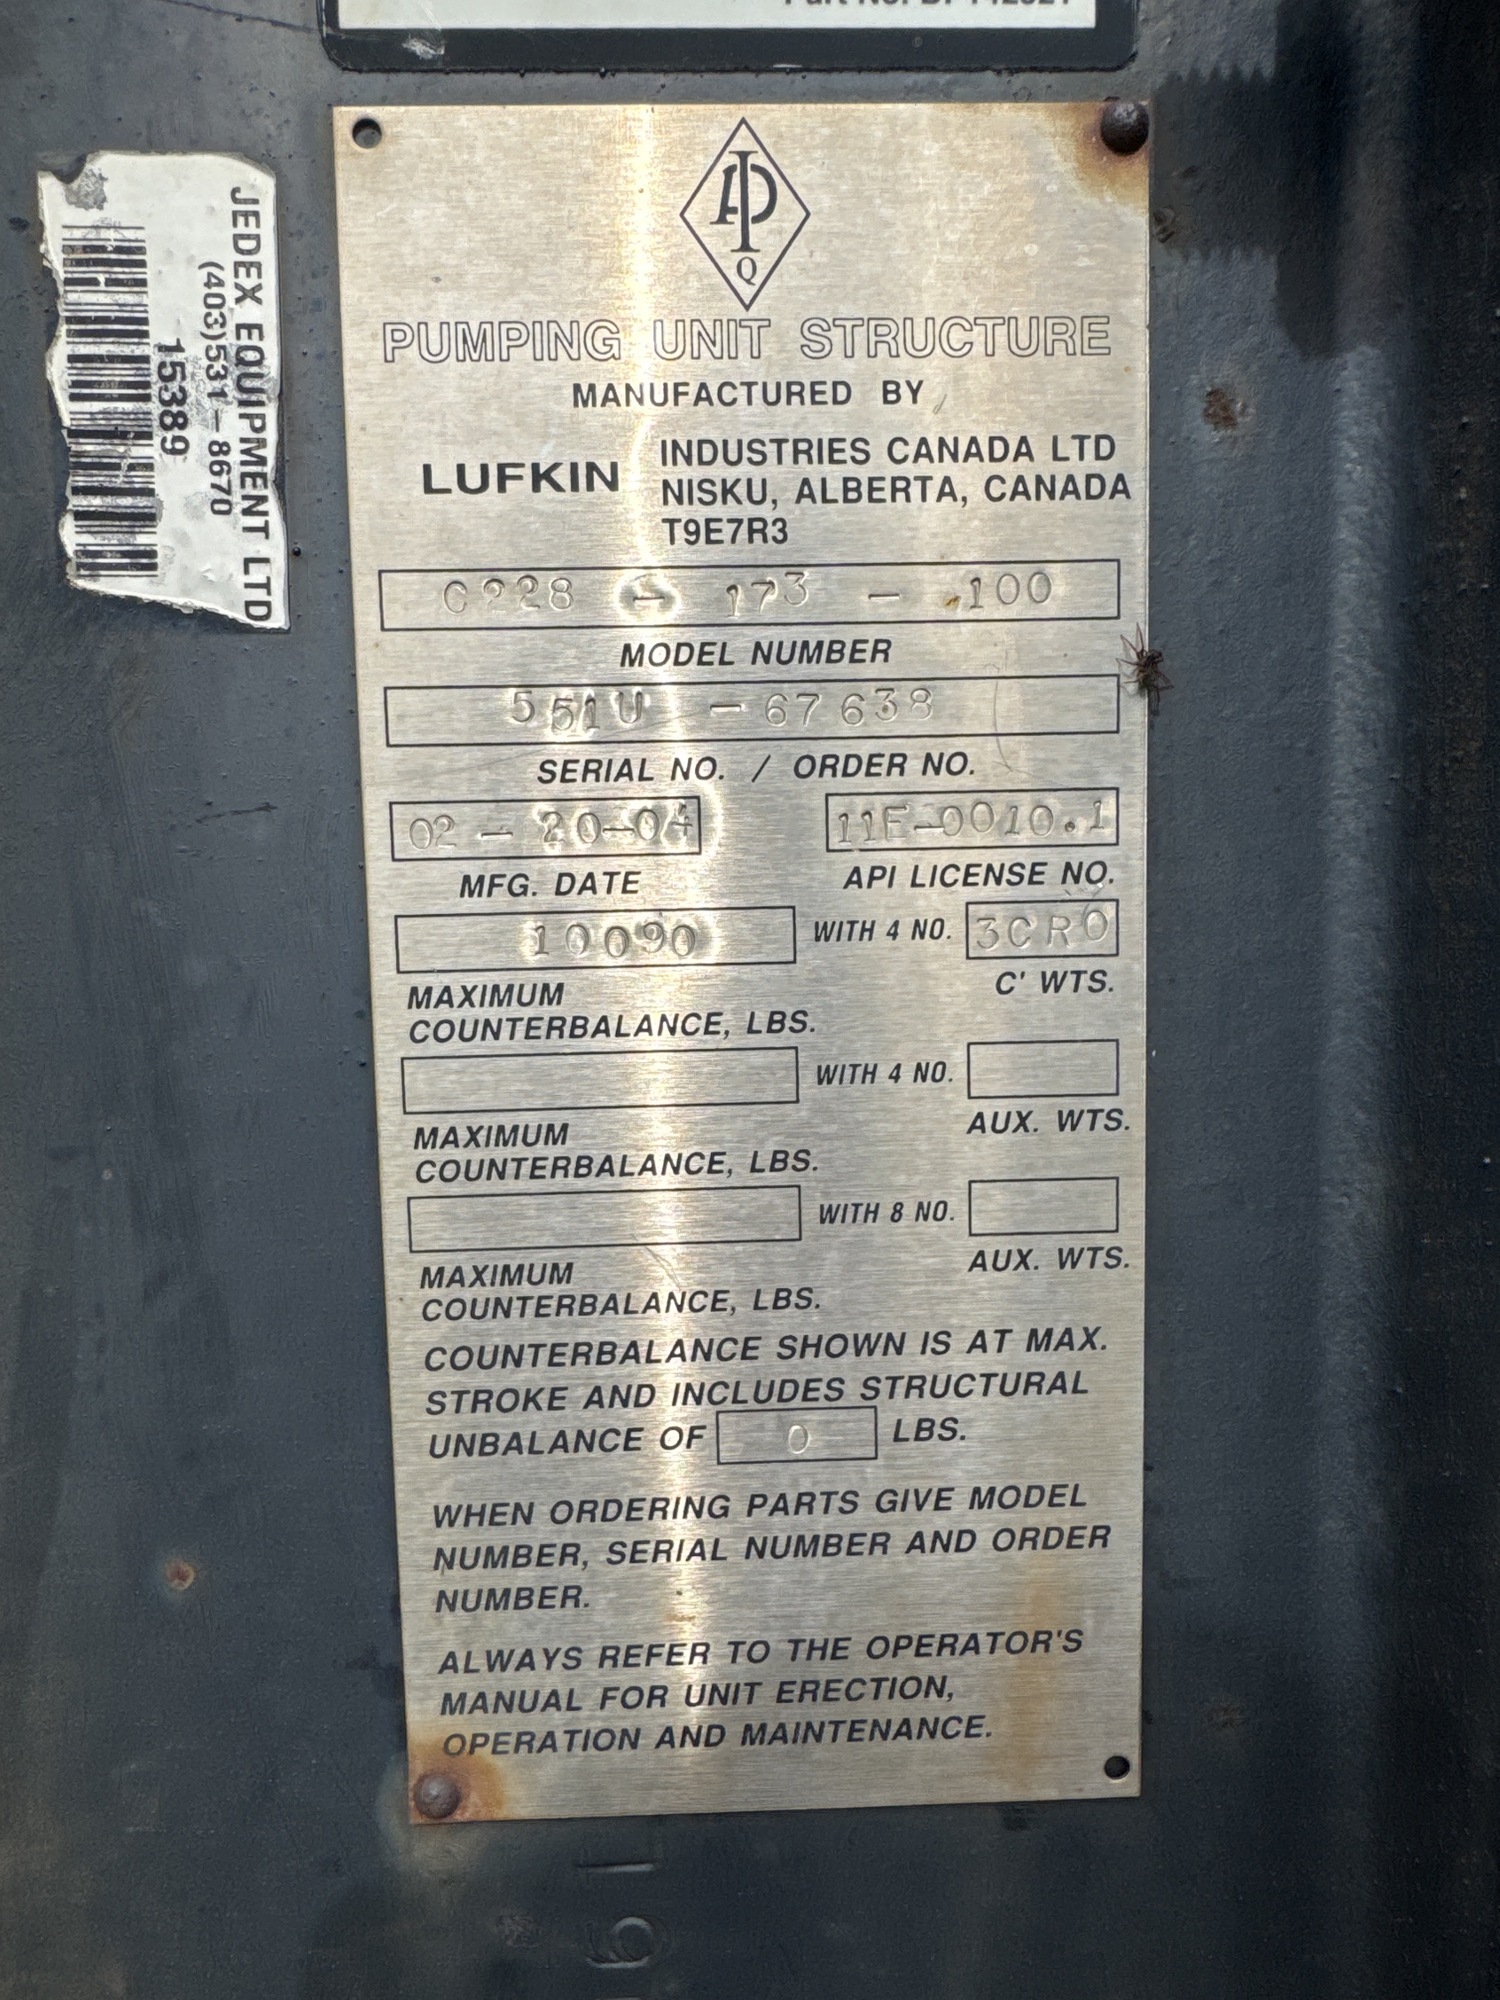 JEDEX EQUIPMENT LTD
(403)531-8670
15389
API
Q
PUMPING UNIT STRUCTURE
MANUFACTURED BY
LUFKIN
INDUSTRIES CANADA LTD
NISKU, ALBERTA, CANADA
T9E7R3
C228 - 173 - 100
MODEL NUMBER
551U - 67638
SERIAL NO. / ORDER NO.
02 - 20-04
11F-0010.1
MFG. DATE
API LICENSE NO.
10090
WITH 4 NO.
3CRO
C' WTS.
MAXIMUM
COUNTERBALANCE, LBS.
WITH 4 NO.
AUX. WTS.
MAXIMUM
COUNTERBALANCE, LBS.
WITH 8 NO.
AUX. WTS.
MAXIMUM
COUNTERBALANCE, LBS.
COUNTERBALANCE SHOWN IS AT MAX.
STROKE AND INCLUDES STRUCTURAL
UNBALANCE OF 0 LBS.
WHEN ORDERING PARTS GIVE MODEL
NUMBER, SERIAL NUMBER AND ORDER
NUMBER.
ALWAYS REFER TO THE OPERATOR'S
MANUAL FOR UNIT ERECTION,
OPERATION AND MAINTENANCE.